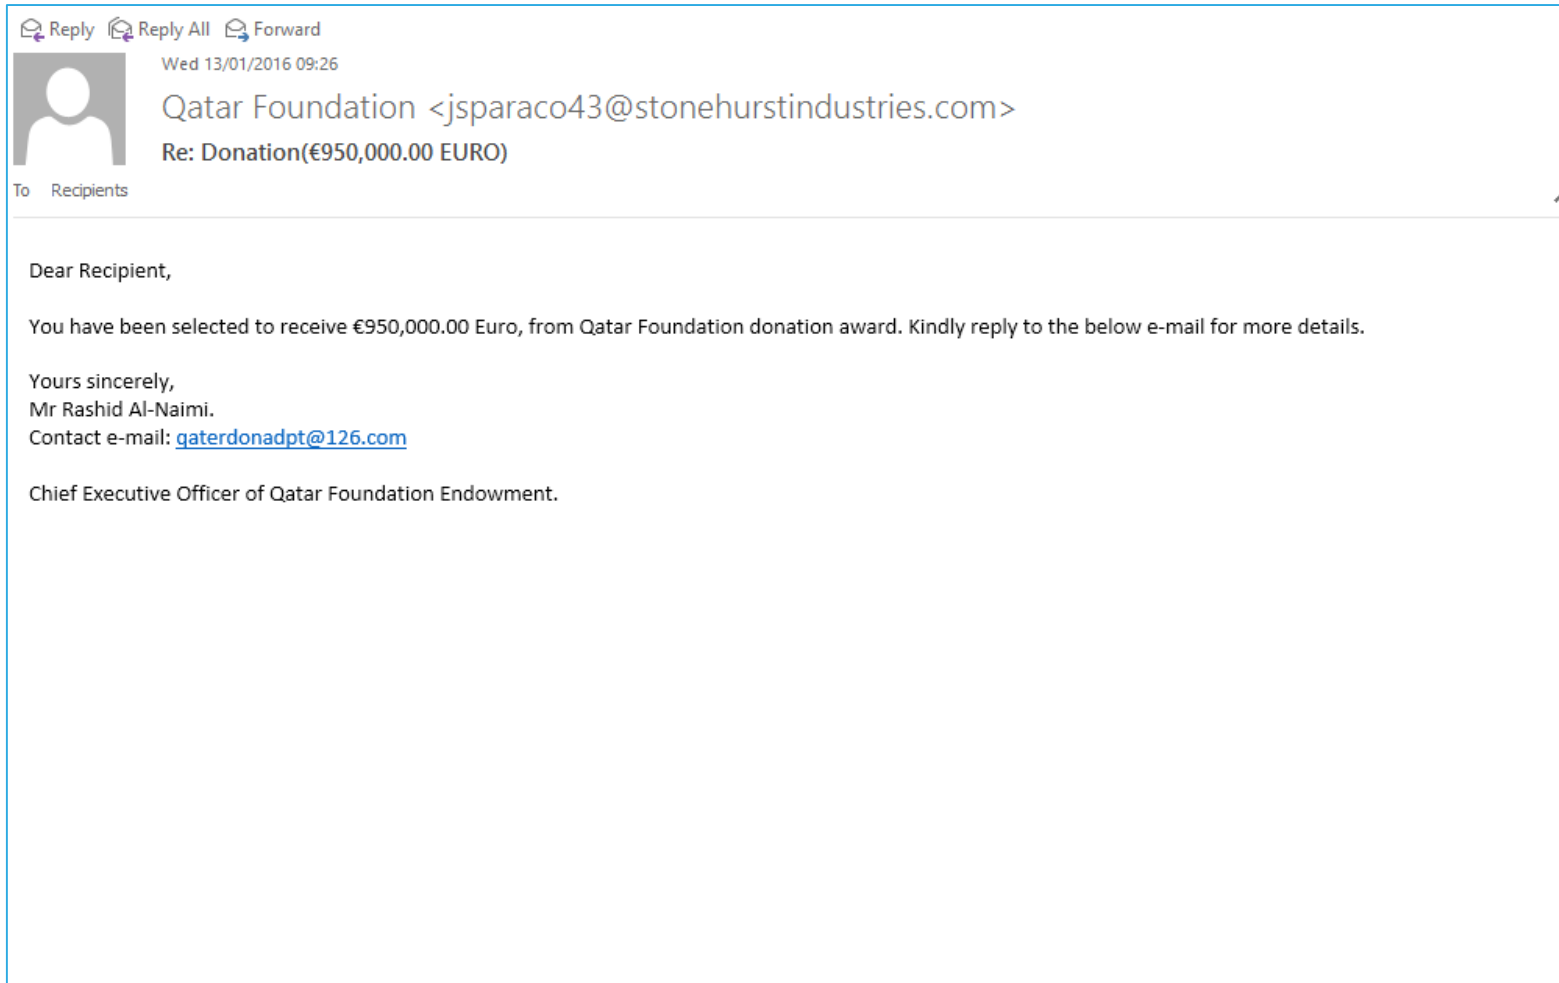 Reply Reply All Forward
Wed 13/01/2016 09:26
Qatar Foundation <jsparaco43@stonehurstindustries.com>
Re: Donation(€950,000.00 EURO)
To Recipients
Dear Recipient,
You have been selected to receive €950,000.00 Euro, from Qatar Foundation donation award. Kindly reply to the below e-mail for more details.
Yours sincerely,
Mr Rashid Al-Naimi.
Contact e-mail: qaterdonadpt@126.com
Chief Executive Officer of Qatar Foundation Endowment.